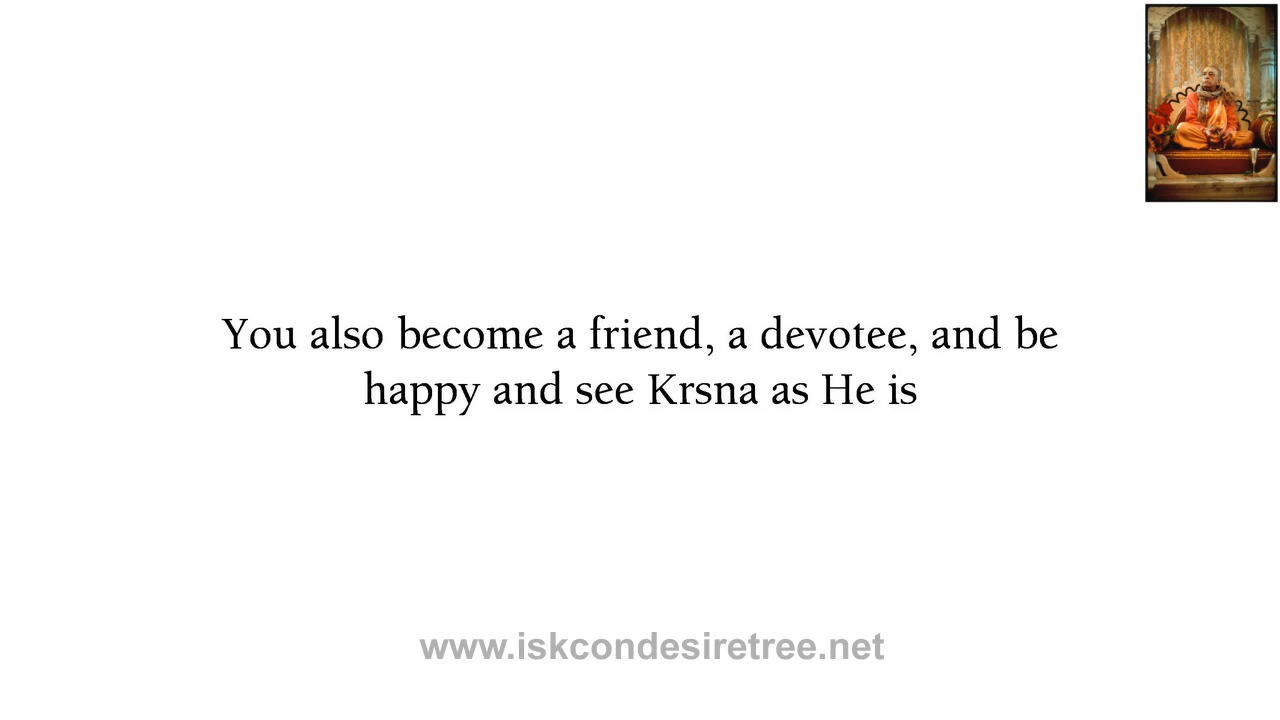 You also become a friend, a devotee, and be
happy and see Krsna as He is
www.iskcondesiretree.net